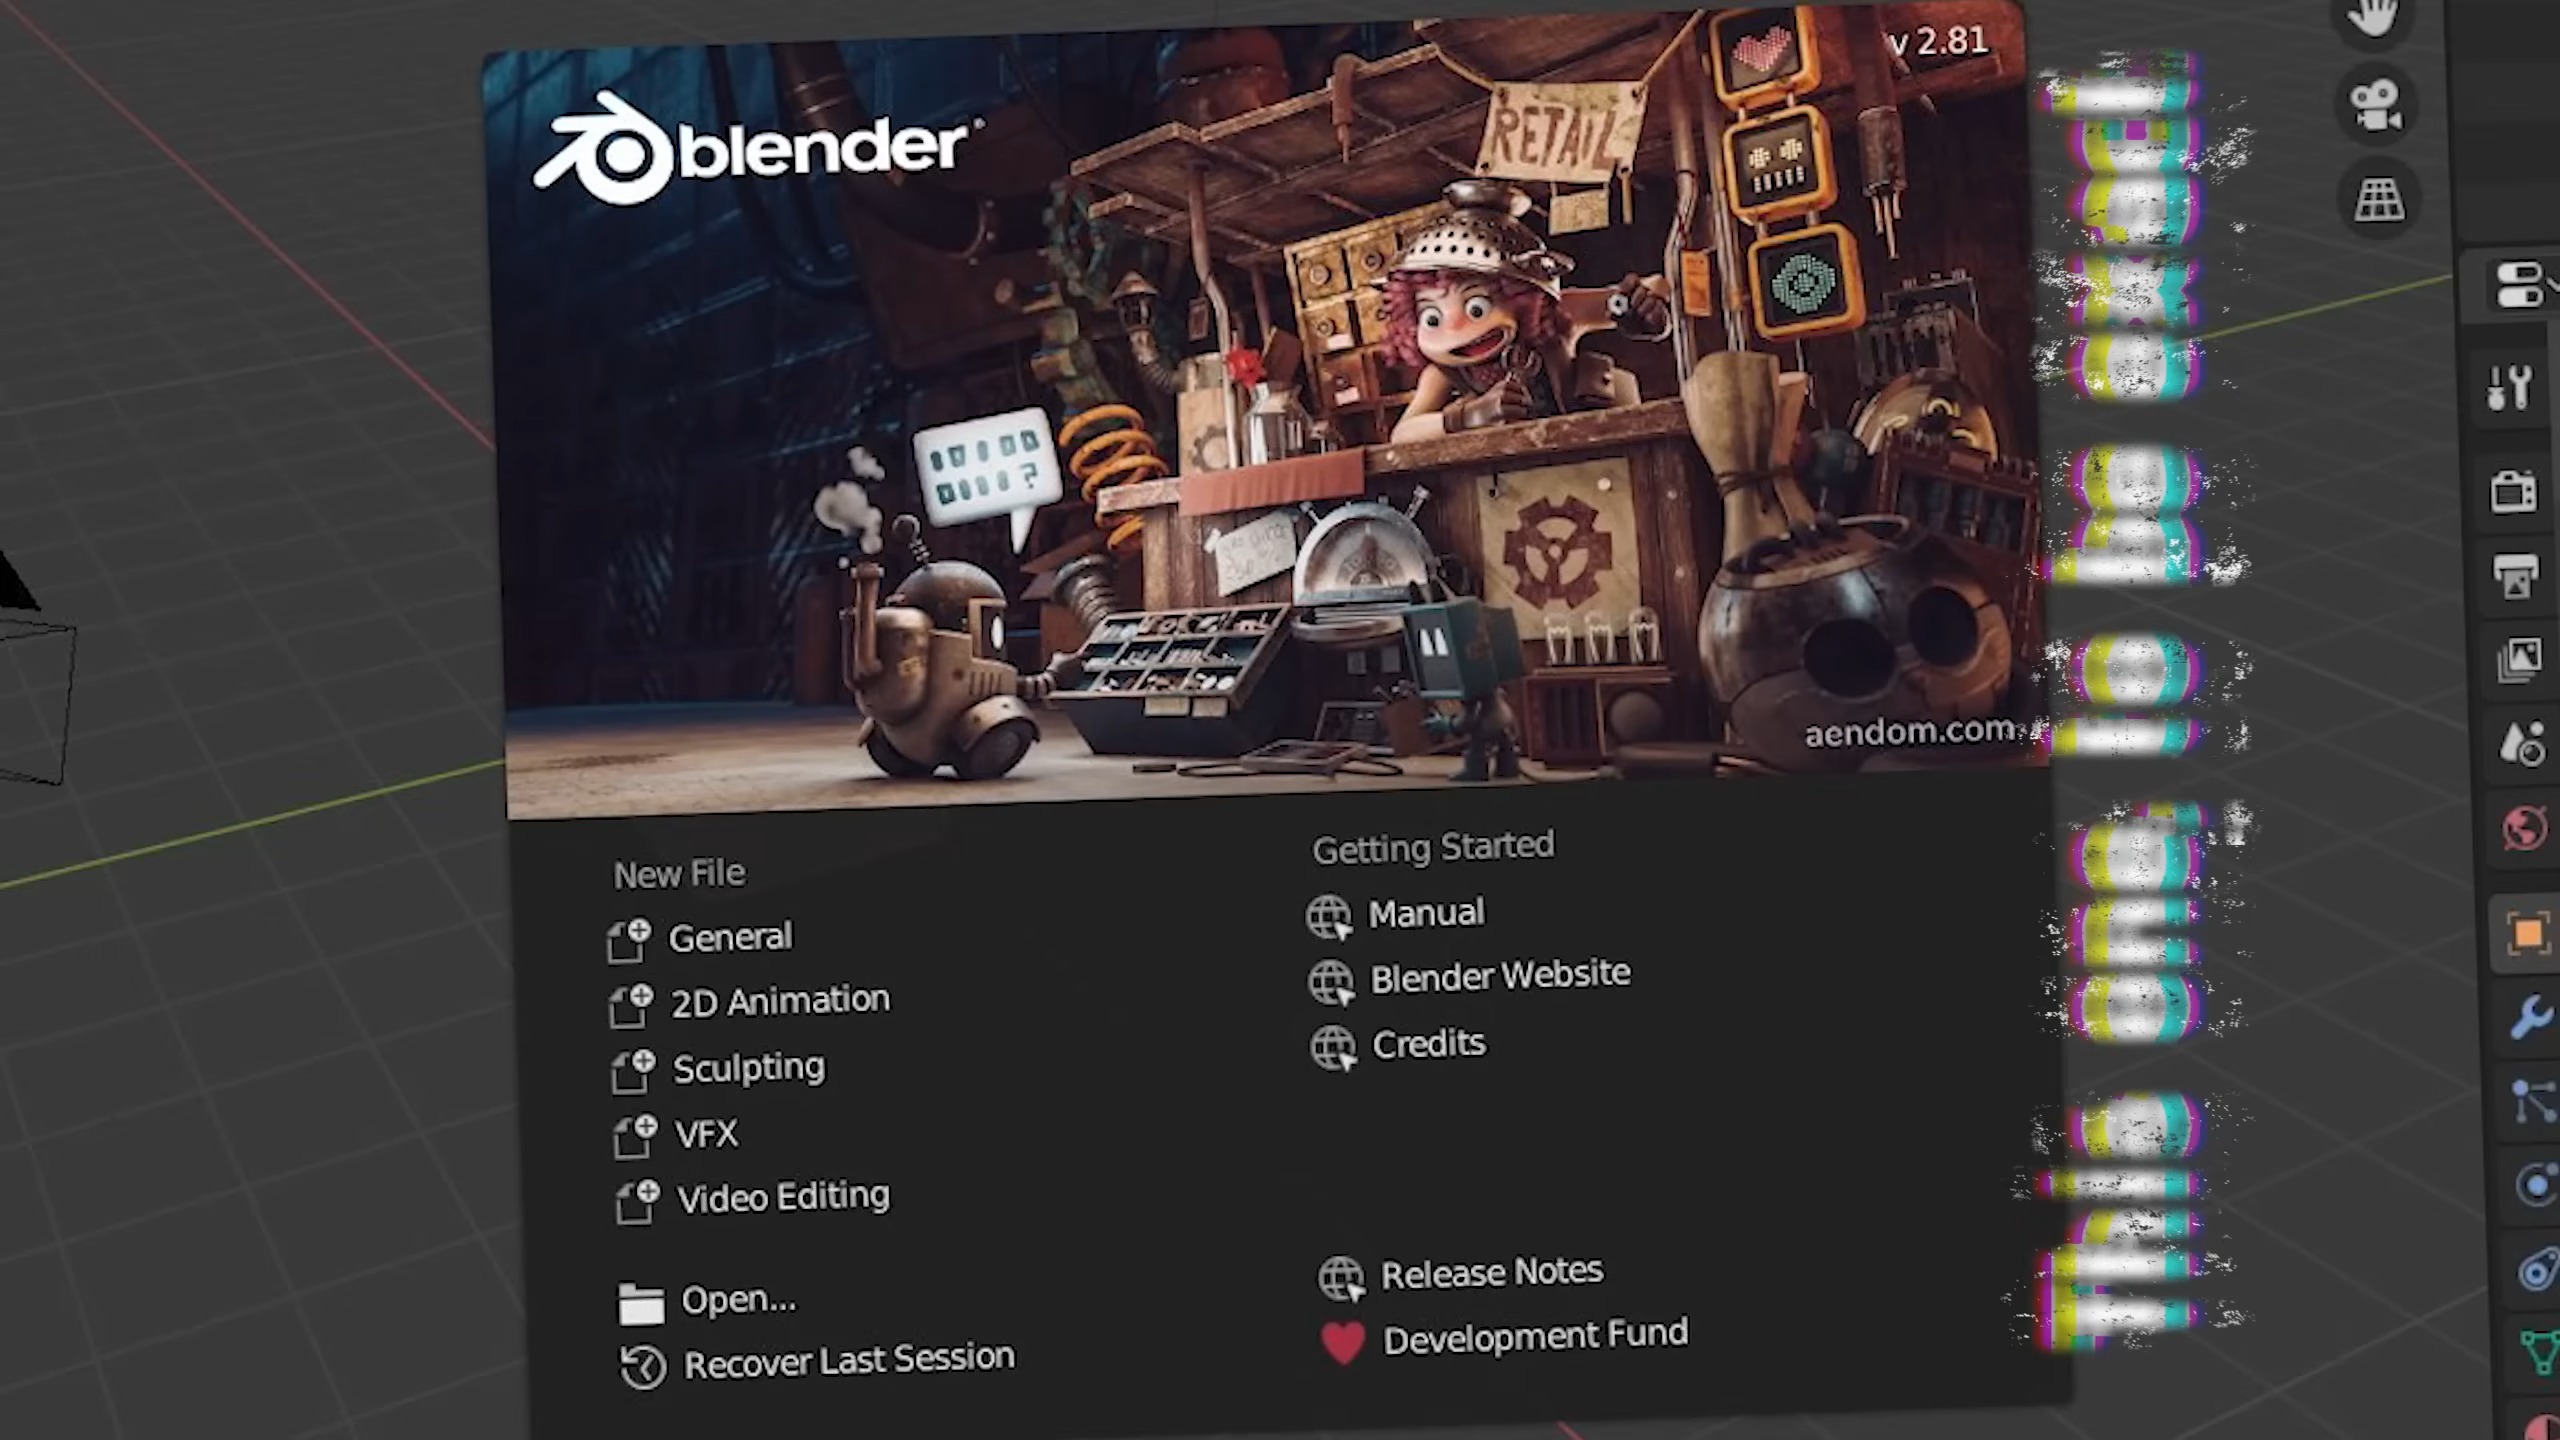 blender
v 2.81
RETAIL
aendom.com
New File
General
2D Animation
Sculpting
VFX
Video Editing
Open...
Recover Last Session
Getting Started
Manual
Blender Website
Credits
Release Notes
Development Fund